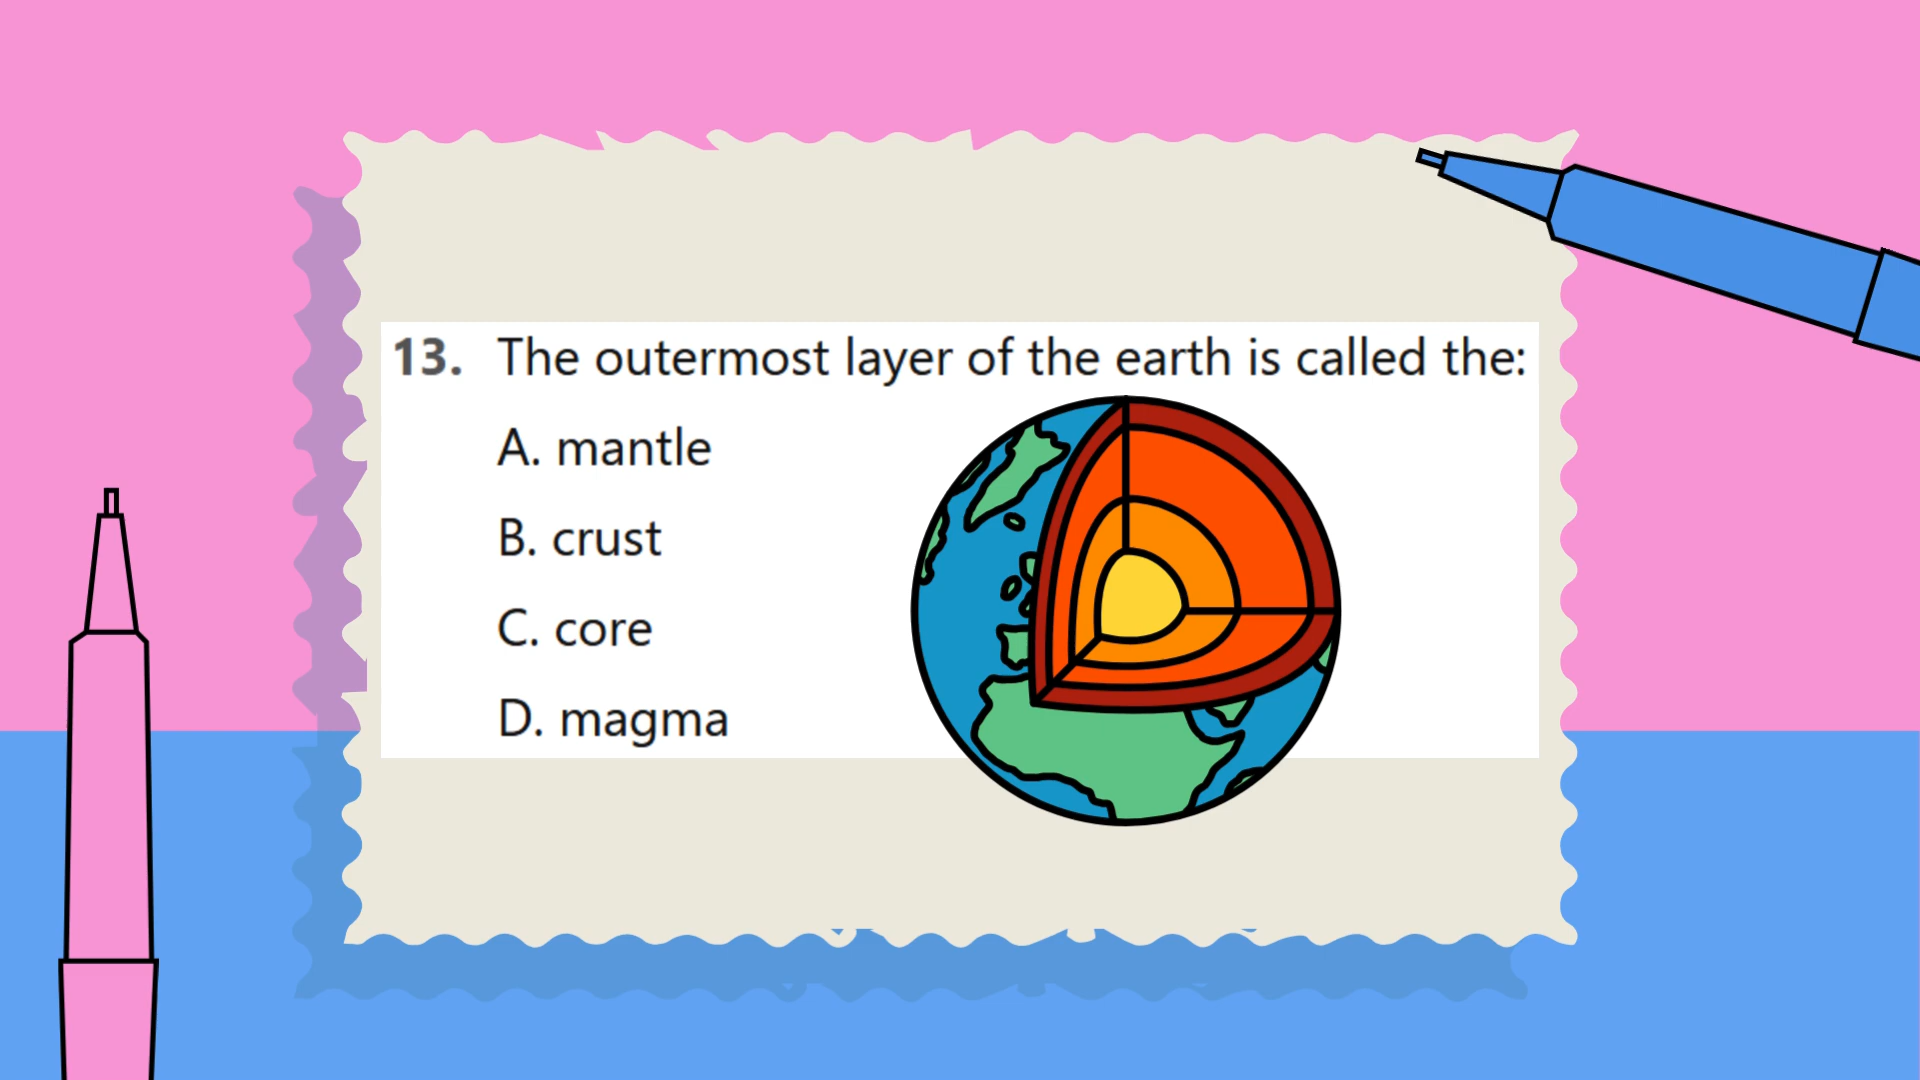 13. The outermost layer of the earth is called the:
A. mantle
B. crust
C. core
D. magma